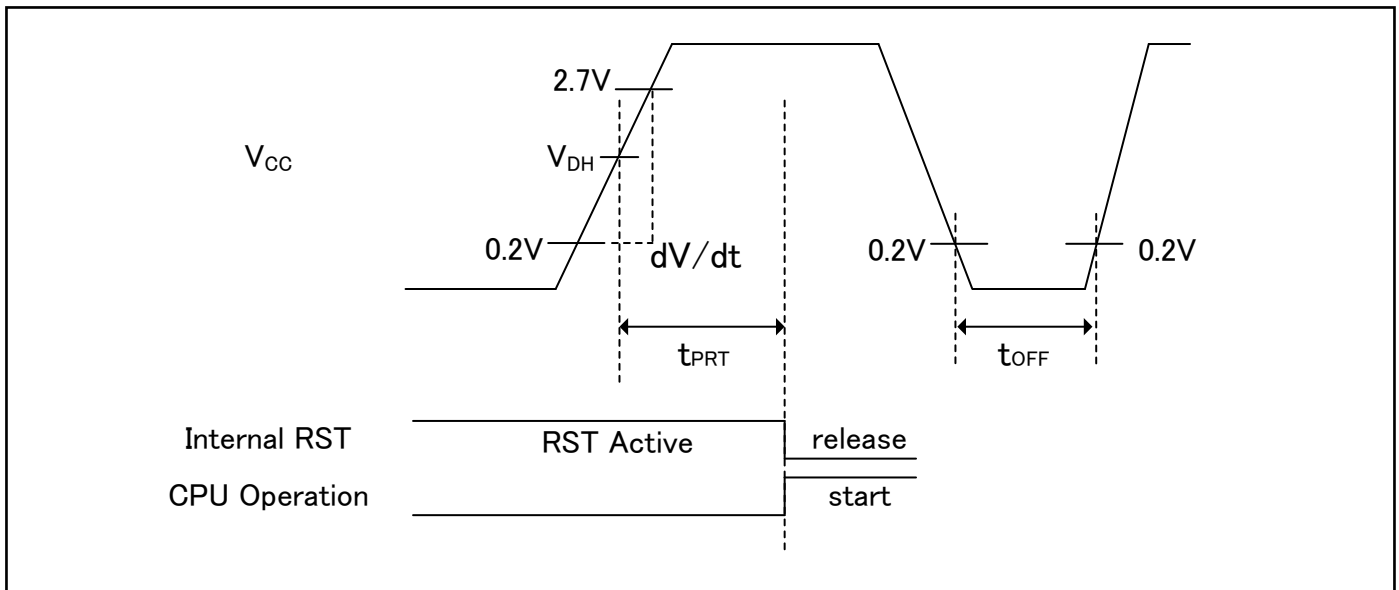 2.7V
VCC
VDH
0.2V
dV/dt
0.2V
0.2V
tPRT
tOFF
Internal RST
RST Active
release
CPU Operation
start